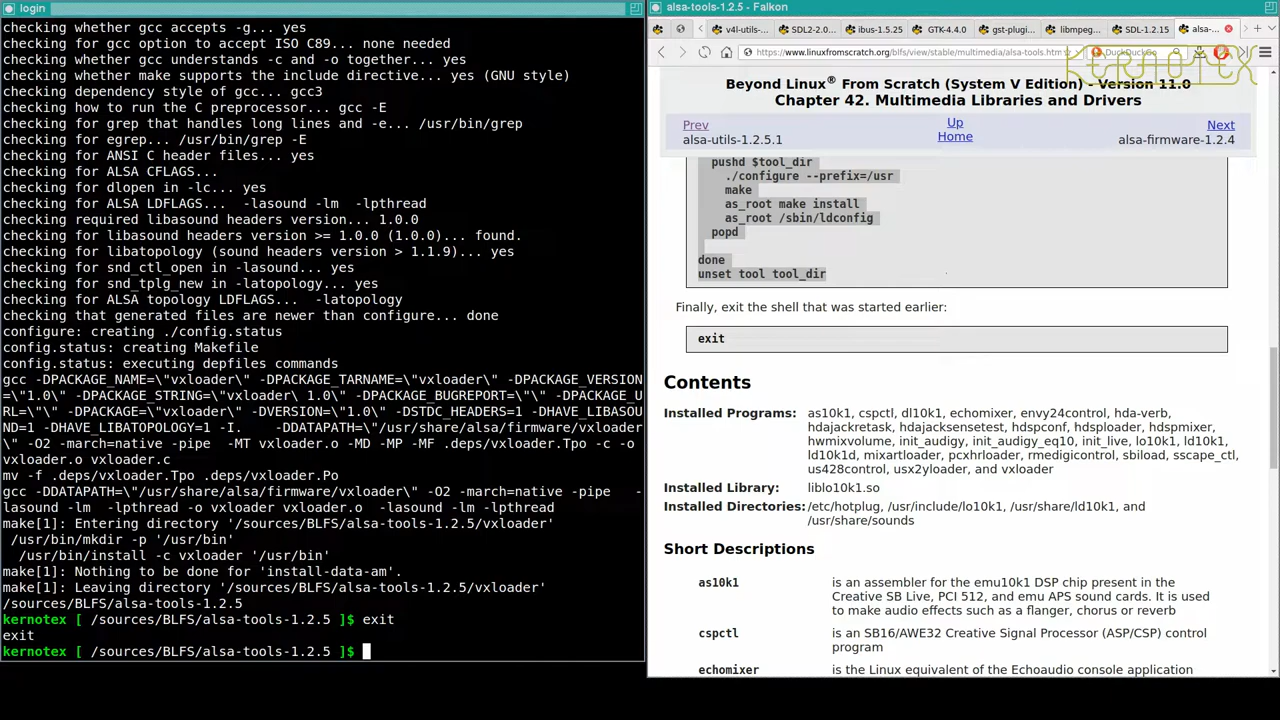 login
checking whether gcc accepts -g... yes
checking for gcc option to accept ISO C89... none needed
checking whether gcc understands -c and -o together... yes
checking whether make supports the include directive... yes (GNU style)
checking dependency style of gcc... gcc3
checking how to run the C preprocessor... gcc -E
checking for grep that handles long lines and -e... /usr/bin/grep
checking for egrep... /usr/bin/grep -E
checking for ANSI C header files... yes
checking for ALSA CFLAGS...
checking for dlopen in -lc... yes
checking for ALSA LDFLAGS...  -lasound -lm  -lpthread
checking required libasound headers version... 1.0.0
checking for libasound headers version >= 1.0.0 (1.0.0)... found.
checking for libatopology (sound headers version > 1.1.9)... yes
checking for snd_ctl_open in -lasound... yes
checking for snd_tplg_new in -latopology... yes
checking for ALSA topology LDFLAGS...  -latopology
checking that generated files are newer than configure... done
configure: creating ./config.status
config.status: creating Makefile
config.status: executing depfiles commands
gcc -DPACKAGE_NAME=\"vxloader\" -DPACKAGE_TARNAME=\"vxloader\" -DPACKAGE_VERSION
=\"1.0\" -DPACKAGE_STRING=\"vxloader\ 1.0\" -DPACKAGE_BUGREPORT=\"\" -DPACKAGE_U
RL=\"\" -DPACKAGE=\"vxloader\" -DVERSION=\"1.0\" -DSTDC_HEADERS=1 -DHAVE_LIBASOU
ND=1 -DHAVE_LIBATOPOLOGY=1 -I.    -DDATAPATH=\"/usr/share/alsa/firmware/vxloader
\" -O2 -march=native -pipe  -MT vxloader.o -MD -MP -MF .deps/vxloader.Tpo -c -o
vxloader.o vxloader.c
mv -f .deps/vxloader.Tpo .deps/vxloader.Po
gcc -DDATAPATH=\"/usr/share/alsa/firmware/vxloader\" -O2 -march=native -pipe   -
lasound -lm  -lpthread -o vxloader vxloader.o  -lasound -lm -lpthread
make[1]: Entering directory '/sources/BLFS/alsa-tools-1.2.5/vxloader'
/usr/bin/mkdir -p '/usr/bin'
/usr/bin/install -c vxloader '/usr/bin'
make[1]: Nothing to be done for 'install-data-am'.
make[1]: Leaving directory '/sources/BLFS/alsa-tools-1.2.5/vxloader'
/sources/BLFS/alsa-tools-1.2.5
kernotex [ /sources/BLFS/alsa-tools-1.2.5 ]$ exit
exit
kernotex [ /sources/BLFS/alsa-tools-1.2.5 ]$
alsa-tools-1.2.5 - Falkon
v4l-utils-... SDL2-2.0... ibus-1.5.25 GTK-4.4.0 gst-plugi... libmpeg... SDL-1.2.15 alsa-...
https://www.linuxfromscratch.org/blfs/view/stable/multimedia/alsa-tools.htm DuckDuckGo
KERNOTEX
Beyond Linux® From Scratch (System V Edition) - Version 11.0
Chapter 42. Multimedia Libraries and Drivers
Prev Up Next
alsa-utils-1.2.5.1 Home alsa-firmware-1.2.4
pushd $tool_dir
./configure --prefix=/usr
make
as_root make install
as_root /sbin/ldconfig
popd
done
unset tool tool_dir
Finally, exit the shell that was started earlier:
exit
Contents
Installed Programs: as10k1, cspctl, dl10k1, echomixer, envy24control, hda-verb,
hdajackretask, hdajacksensetest, hdspconf, hdsploader, hdspmixer,
hwmixvolume, init_audigy, init_audigy_eq10, init_live, lo10k1, ld10k1,
ld10k1d, mixartloader, pcxhrloader, rmedigicontrol, sbiload, sscape_ctl,
us428control, usx2yloader, and vxloader
Installed Library: liblo10k1.so
Installed Directories: /etc/hotplug, /usr/include/lo10k1, /usr/share/ld10k1, and
/usr/share/sounds
Short Descriptions
as10k1 is an assembler for the emu10k1 DSP chip present in the
Creative SB Live, PCI 512, and emu APS sound cards. It is used
to make audio effects such as a flanger, chorus or reverb
cspctl is an SB16/AWE32 Creative Signal Processor (ASP/CSP) control
program
echomixer is the Linux equivalent of the Echoaudio console application